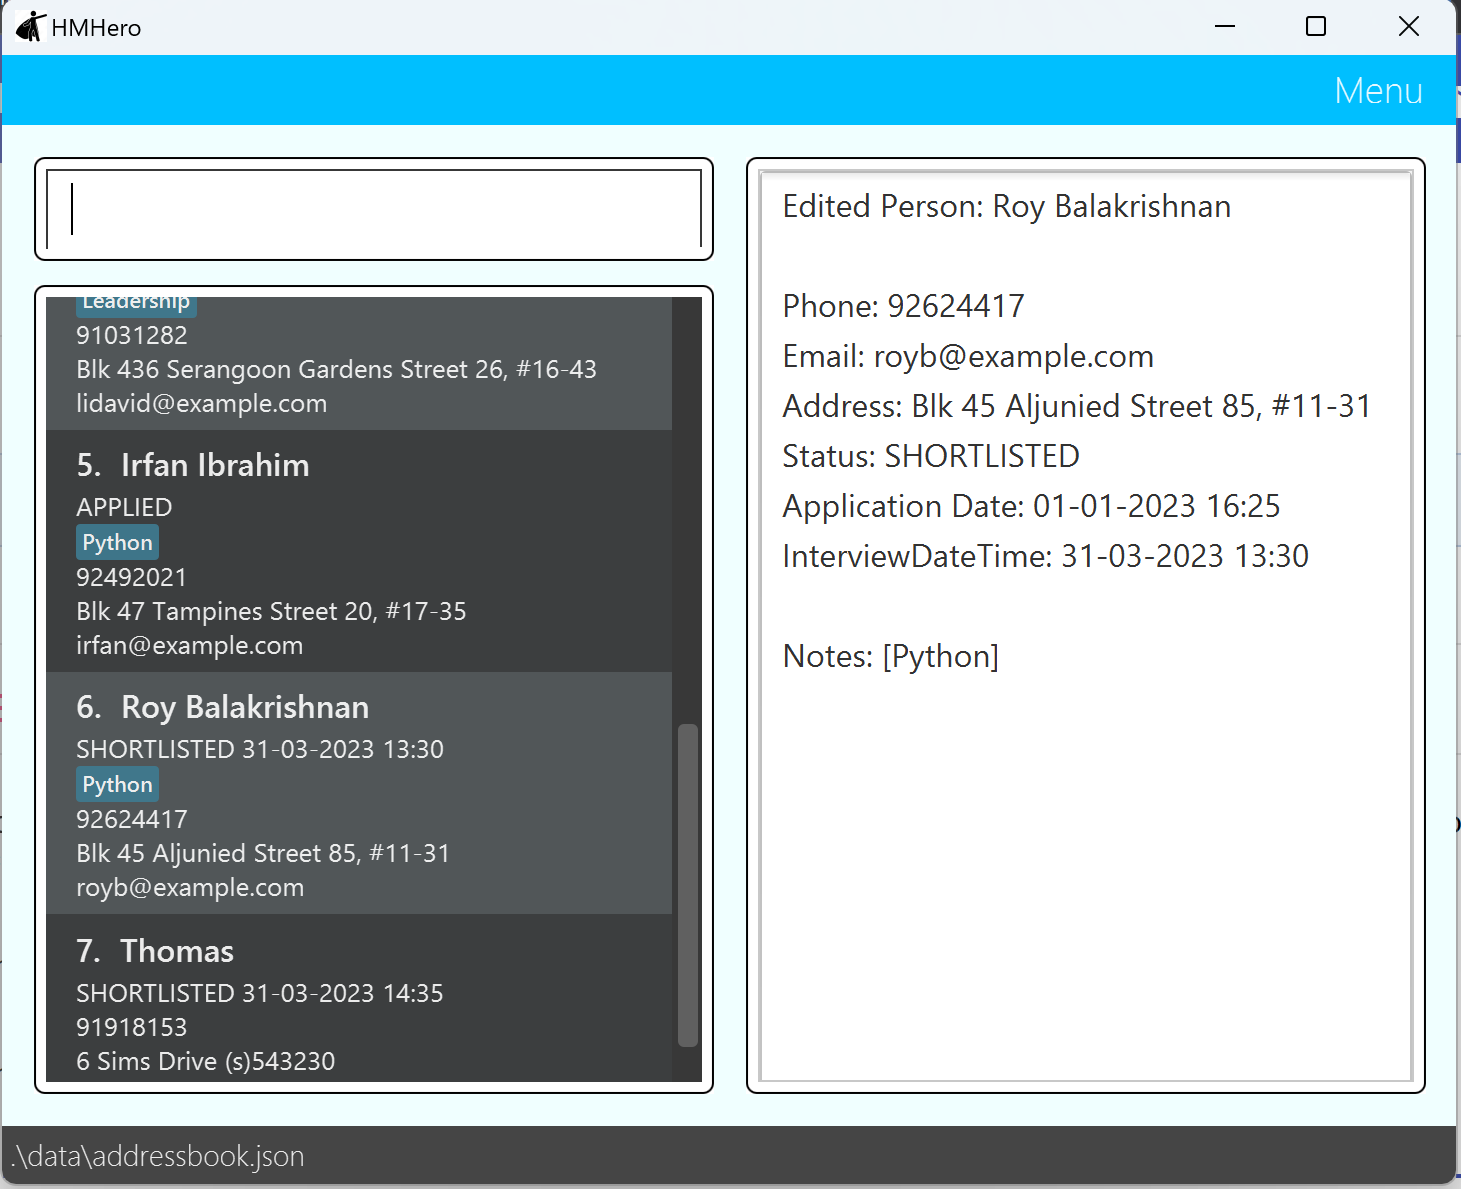 HMHero
Menu
Leadership
91031282
Blk 436 Serangoon Gardens Street 26, #16-43
lidavid@example.com
5. Irfan Ibrahim
APPLIED
Python
92492021
Blk 47 Tampines Street 20, #17-35
irfan@example.com
6. Roy Balakrishnan
SHORTLISTED 31-03-2023 13:30
Python
92624417
Blk 45 Aljunied Street 85, #11-31
royb@example.com
7. Thomas
SHORTLISTED 31-03-2023 14:35
91918153
6 Sims Drive (s)543230
Edited Person: Roy Balakrishnan
Phone: 92624417
Email: royb@example.com
Address: Blk 45 Aljunied Street 85, #11-31
Status: SHORTLISTED
Application Date: 01-01-2023 16:25
InterviewDateTime: 31-03-2023 13:30
Notes: [Python]
.\data\addressbook.json